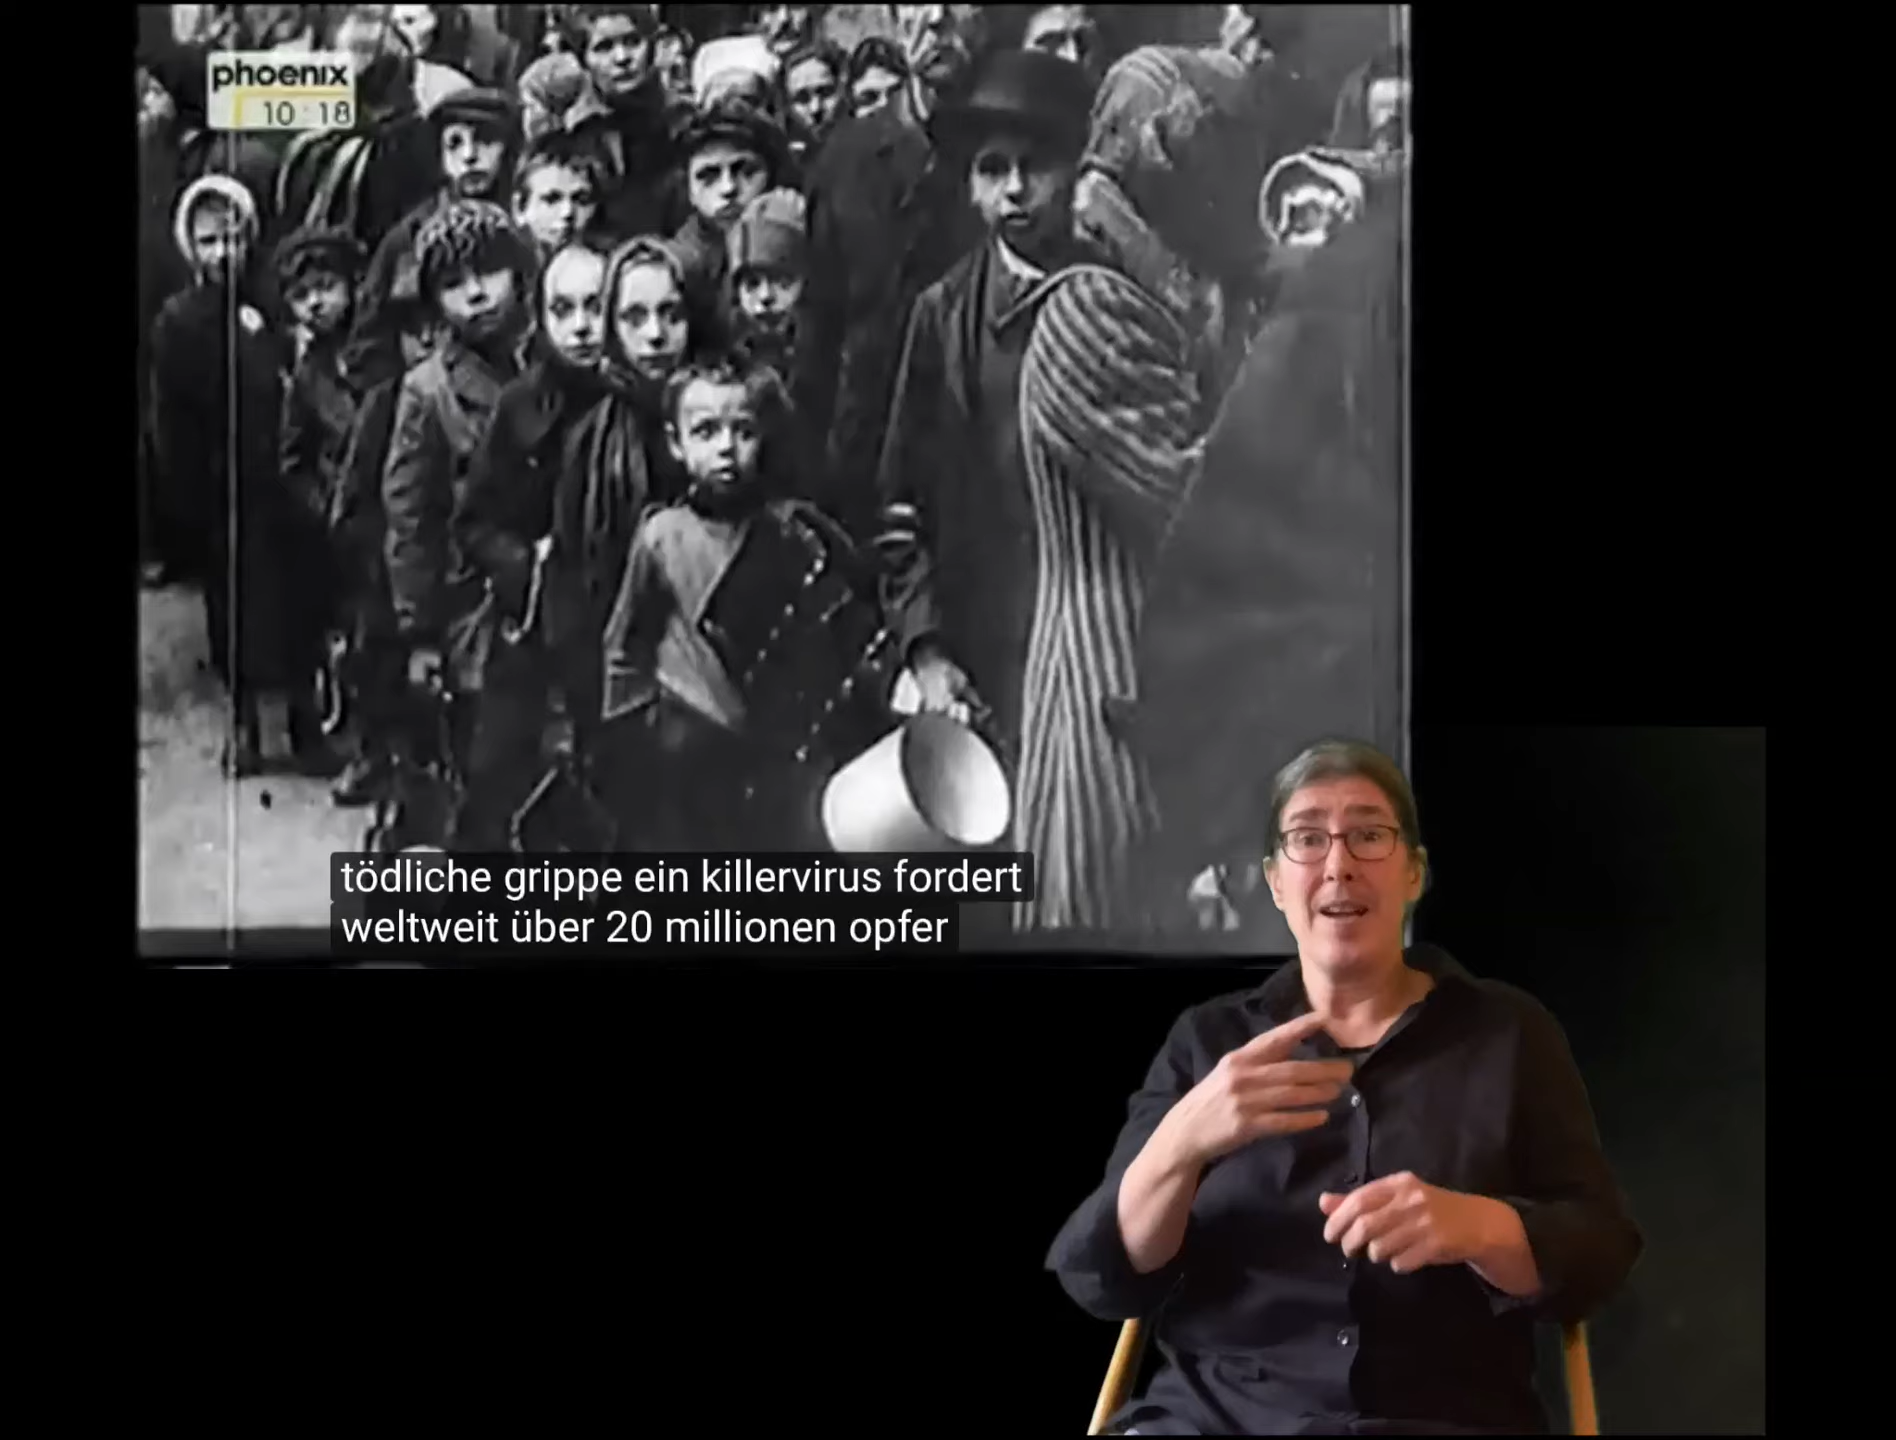 phoenix
10:18
tödliche grippe ein killervirus fordert
weltweit über 20 millionen opfer